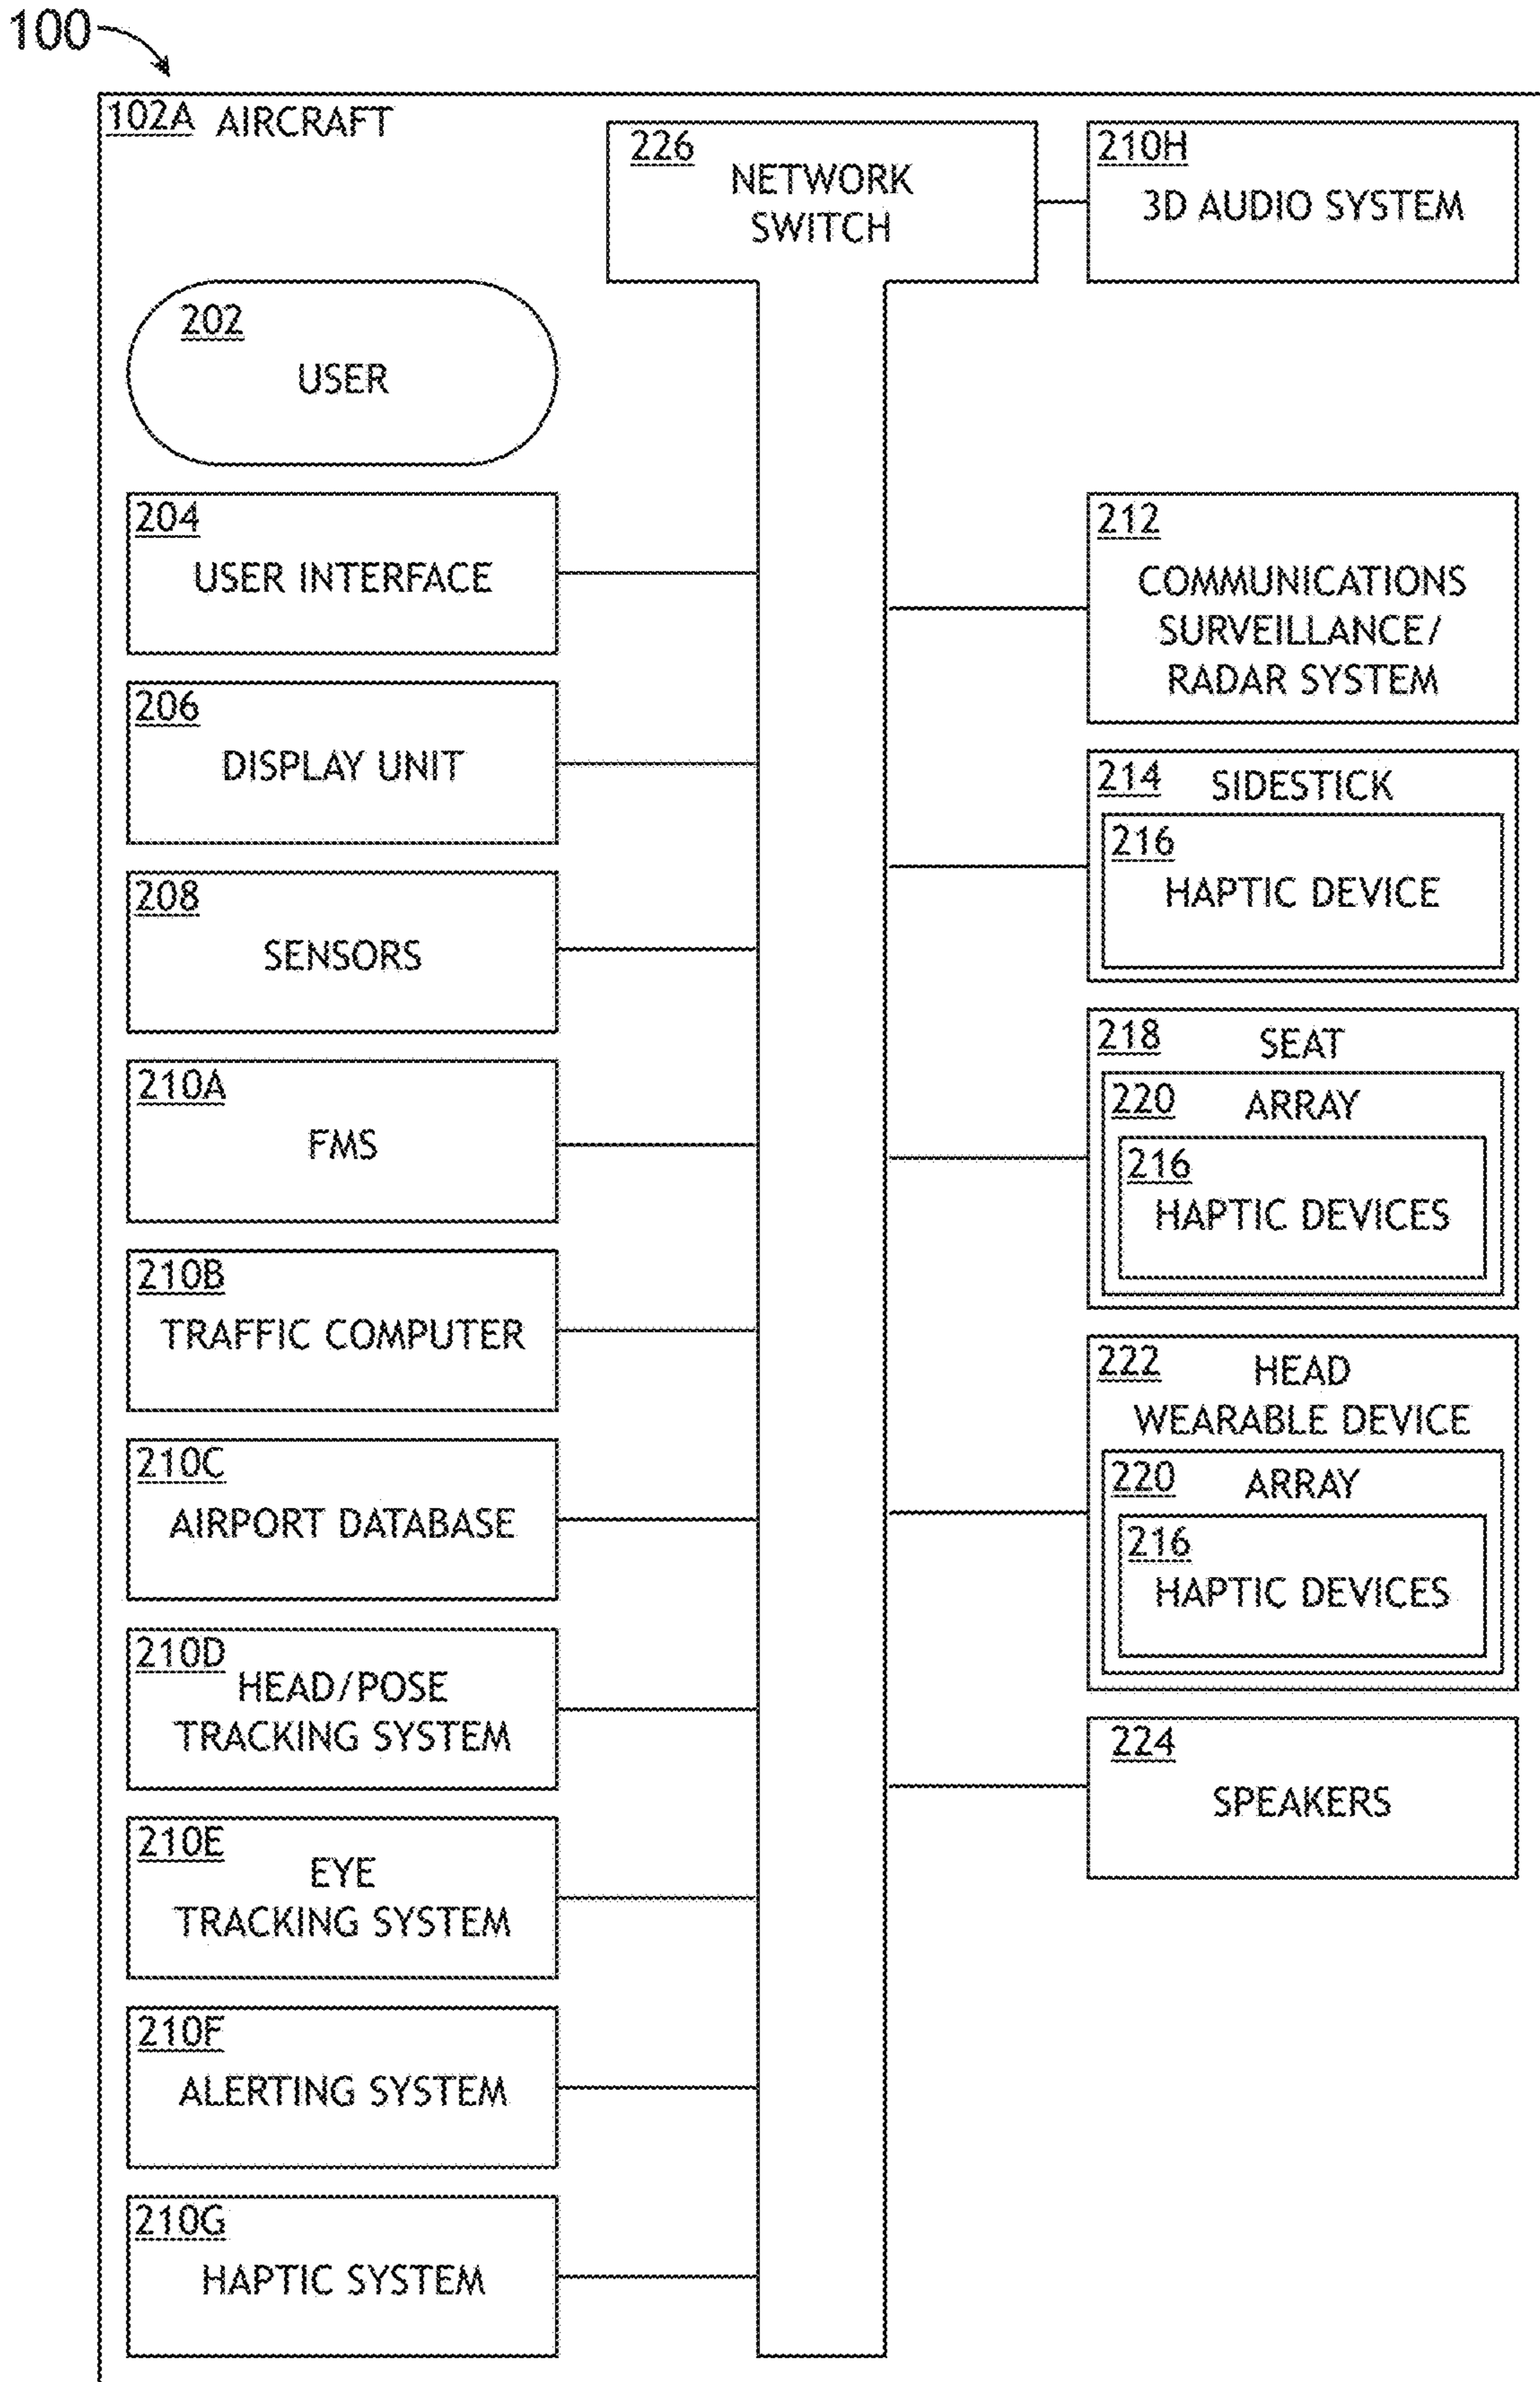 100
102A AIRCRAFT
226
NETWORK
SWITCH
210H
3D AUDIO SYSTEM
202
USER
204
USER INTERFACE
206
DISPLAY UNIT
208
SENSORS
210A
FMS
210B
TRAFFIC COMPUTER
210C
AIRPORT DATABASE
210D
HEAD/POSE
TRACKING SYSTEM
210E
EYE
TRACKING SYSTEM
210F
ALERTING SYSTEM
210G
HAPTIC SYSTEM
212
COMMUNICATIONS
SURVEILLANCE/
RADAR SYSTEM
214 SIDESTICK
216
HAPTIC DEVICE
218 SEAT
220 ARRAY
216
HAPTIC DEVICES
222 HEAD
WEARABLE DEVICE
220 ARRAY
216
HAPTIC DEVICES
224
SPEAKERS